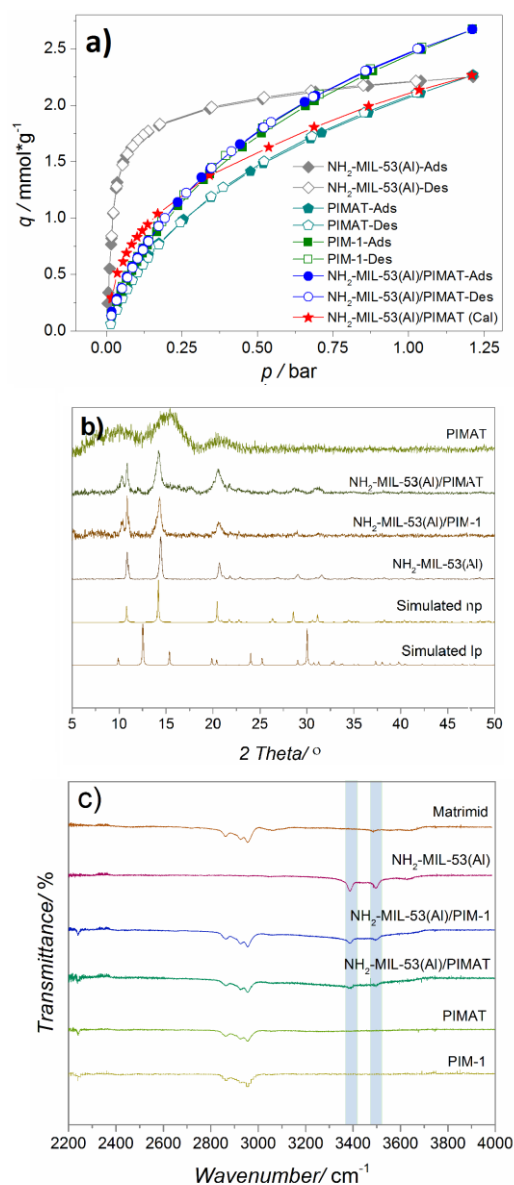 a)
q / mmol*g-1
2.5
2.0
1.5
1.0
0.5
0.0
NH2-MIL-53(Al)-Ads
NH2-MIL-53(Al)-Des
PIMAT-Ads
PIMAT-Des
PIM-1-Ads
PIM-1-Des
NH2-MIL-53(Al)/PIMAT-Ads
NH2-MIL-53(Al)/PIMAT-Des
NH2-MIL-53(Al)/PIMAT (Cal)
0.00 0.25 0.50 0.75 1.00 1.25
p / bar
b)
PIMAT
NH2-MIL-53(Al)/PIMAT
NH2-MIL-53(Al)/PIM-1
NH2-MIL-53(Al)
Simulated np
Simulated lp
5 10 15 20 25 30 35 40 45 50
2 Theta/ °
c)
Transmittance/ %
Matrimid
NH2-MIL-53(Al)
NH2-MIL-53(Al)/PIM-1
NH2-MIL-53(Al)/PIMAT
PIMAT
PIM-1
2200 2400 2600 2800 3000 3200 3400 3600 3800 4000
Wavenumber/ cm-1